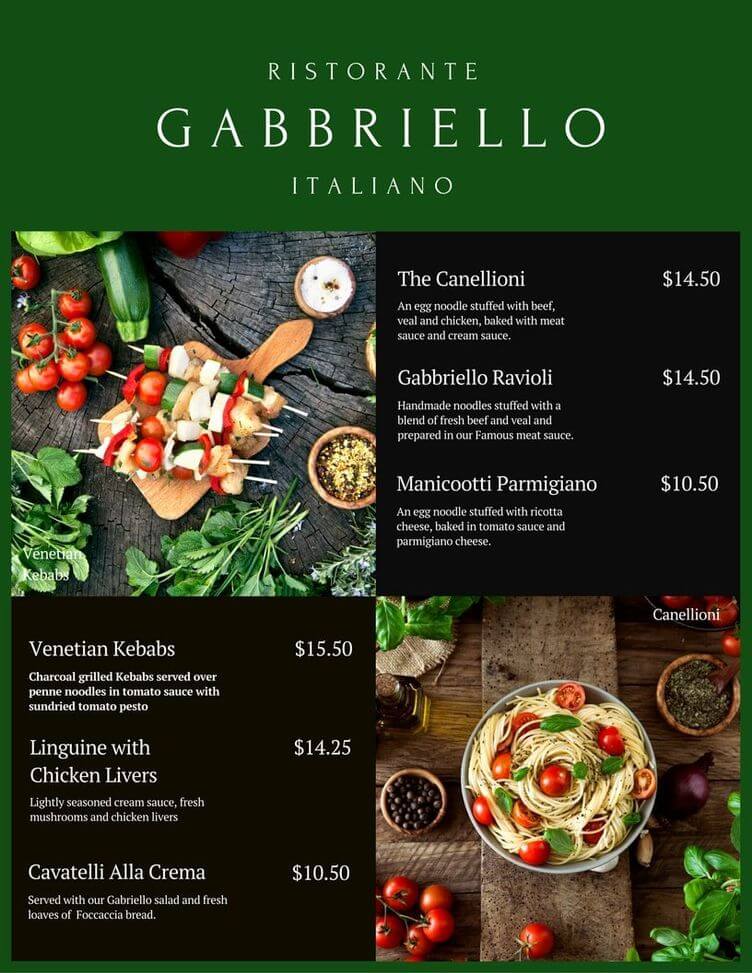 RISTORANTE
GABBRIELLO
ITALIANO
The Canellioni $14.50
An egg noodle stuffed with beef,
veal and chicken, baked with meat
sauce and cream sauce.
Gabbriello Ravioli $14.50
Handmade noodles stuffed with a
blend of fresh beef and veal and
prepared in our Famous meat sauce.
Manicootti Parmigiano $10.50
An egg noodle stuffed with ricotta
cheese, baked in tomato sauce and
parmigiano cheese.
Venetian
Kebabs
Canellioni
Venetian Kebabs $15.50
Charcoal grilled Kebabs served over
penne noodles in tomato sauce with
sundried tomato pesto
Linguine with $14.25
Chicken Livers
Lightly seasoned cream sauce, fresh
mushrooms and chicken livers
Cavatelli Alla Crema $10.50
Served with our Gabriello salad and fresh
loaves of Foccaccia bread.